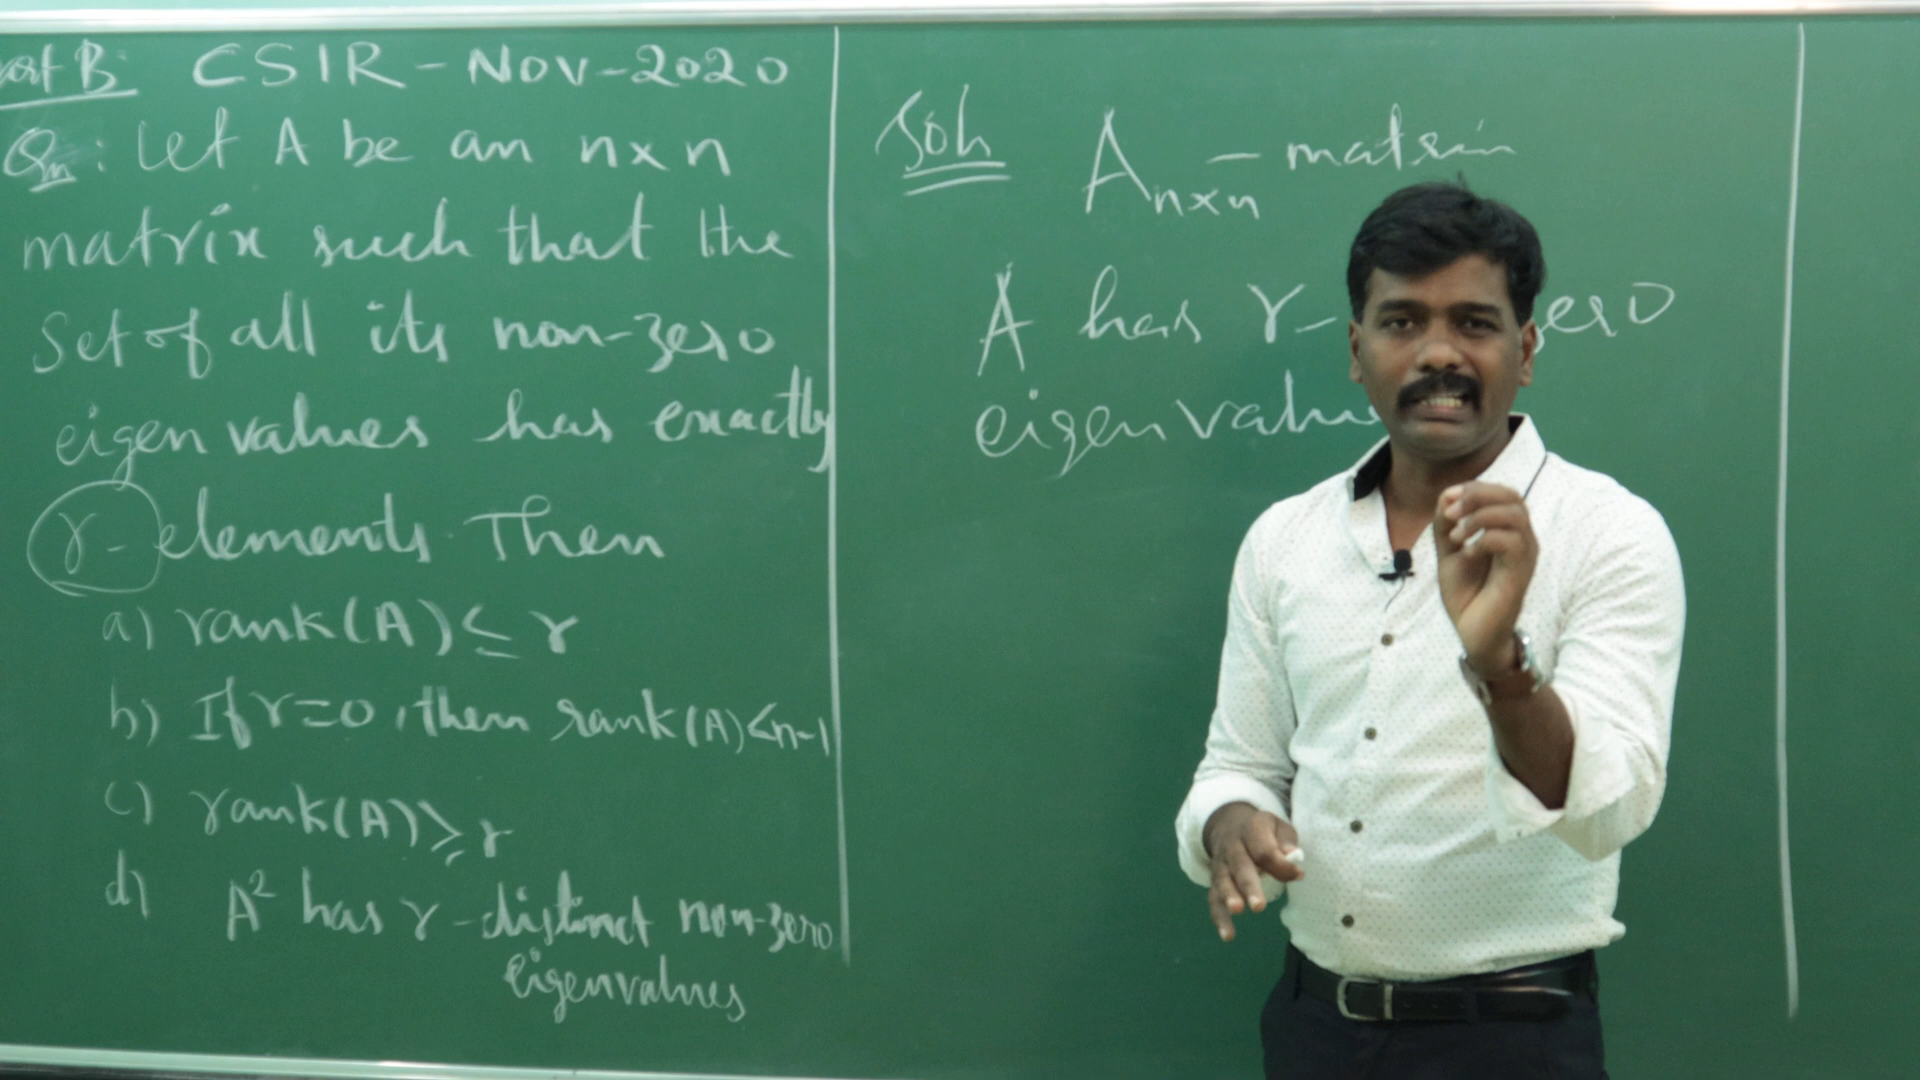 Part B: CSIR - NOV-2020
Qn: Let A be an n×n
matrix such that the
set of all its non-zero
eigen values has exactly
r- elements. Then
a) rank(A) ≤ r
b) If r=0, then rank(A)<n-1
c) rank(A) ≥ r
d) A² has r-distinct non-zero
eigenvalues
Soln A n×n - matrix
A has r- zero
eigenvalue